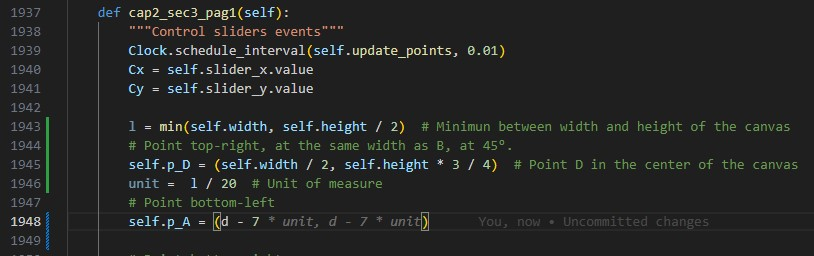 1937 def cap2_sec3_pag1(self):
1938 """Control sliders events"""
1939 Clock.schedule_interval(self.update_points, 0.01)
1940 Cx = self.slider_x.value
1941 Cy = self.slider_y.value
1942
1943 l = min(self.width, self.height / 2)  # Minimun between width and height of the canvas
1944 # Point top-right, at the same width as B, at 45º.
1945 self.p_D = (self.width / 2, self.height * 3 / 4)  # Point D in the center of the canvas
1946 unit =  l / 20  # Unit of measure
1947 # Point bottom-left
1948 self.p_A = (d - 7 * unit, d - 7 * unit) You, now • Uncommitted changes
1949